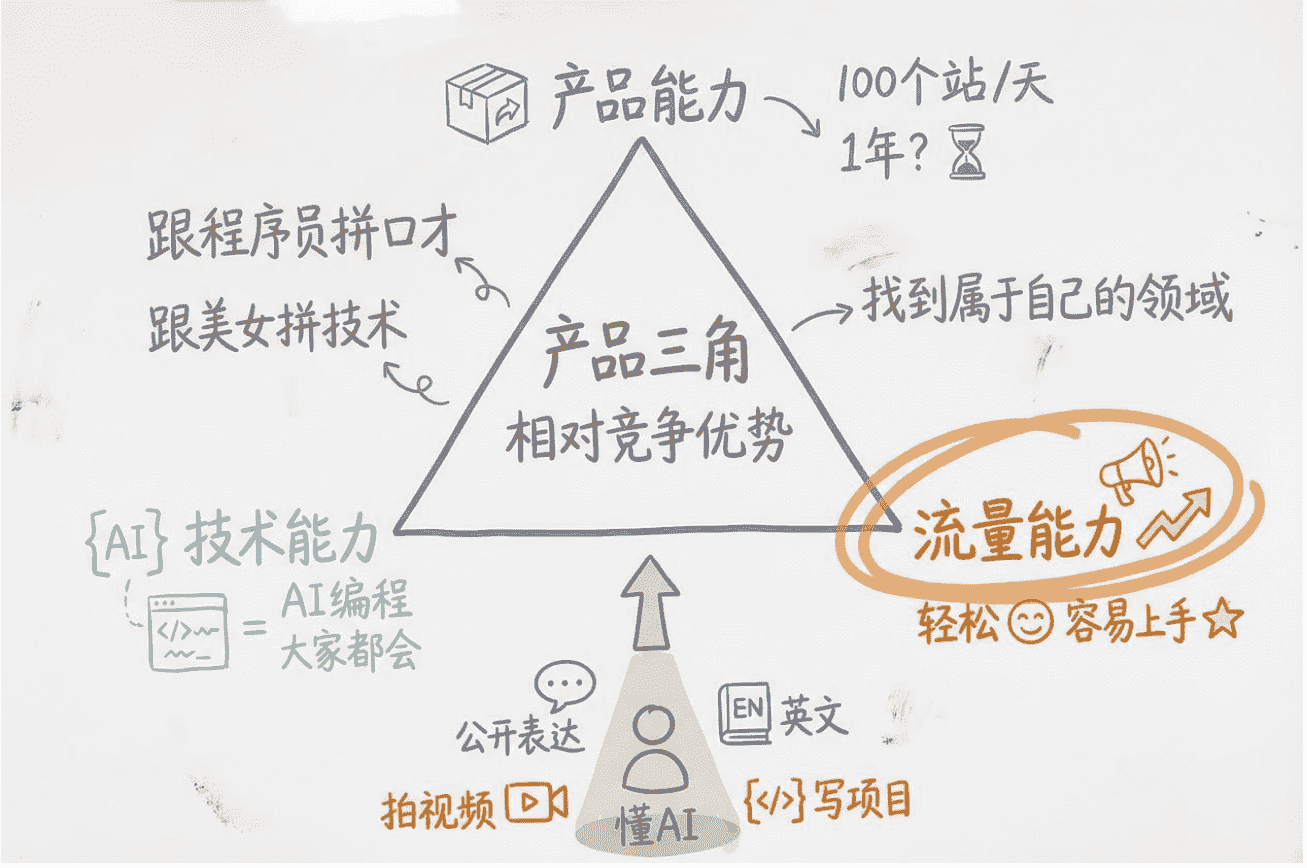 产品能力
100个站/天
1年?
跟程序员拼口才
跟美女拼技术
找到属于自己的领域
产品三角
相对竞争优势
{AI} 技术能力
</>
= AI编程
大家都会
流量能力
轻松 容易上手
公开表达
EN 英文
拍视频
{</>} 写项目
懂AI